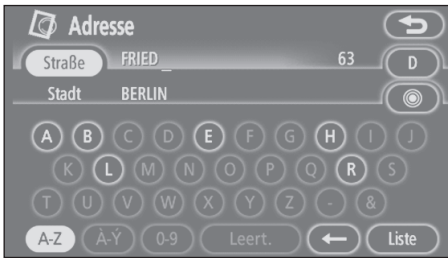 Adresse
Straße FRIED_ 63 D
Stadt BERLIN
A B C D E F G H I J
K L M N O P Q R S
T U V W X Y Z - &
A-Z À-Ý 0-9 Leert. Liste